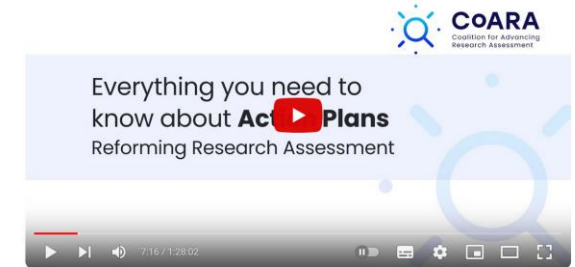 CoARA
Coalition for Advancing
Research Assessment
Everything you need to
know about Action Plans
Reforming Research Assessment
7:16 / 1:28:02